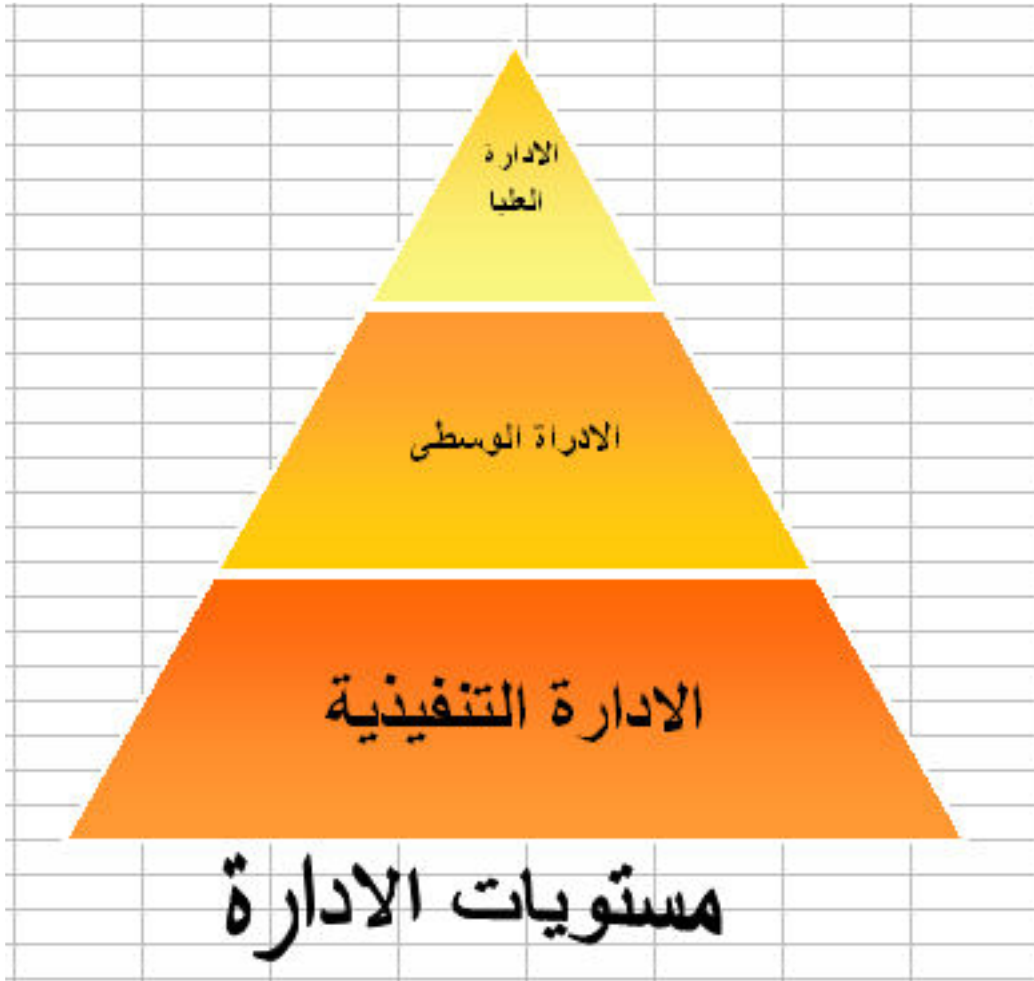 الادارة
العليا
الادراة الوسطى
الادارة التنفيذية
مستويات الادارة